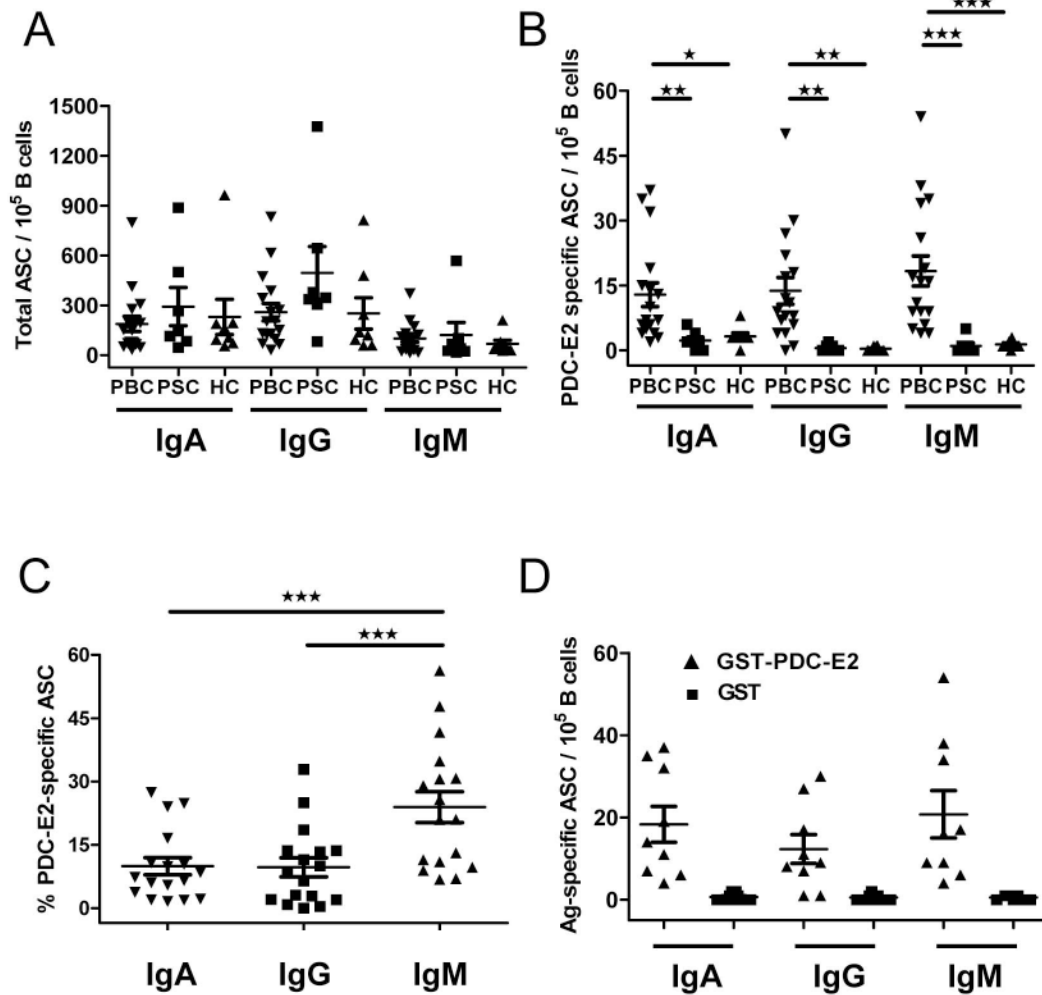 A
Total ASC / 10⁵ B cells
1500
1200
900
600
300
0
PBC PSC HC PBC PSC HC PBC PSC HC
IgA IgG IgM
B
PDC-E2 specific ASC / 10⁵ B cells
★★★
★★★
★ ★★
★★ ★★
60
45
30
15
0
PBC PSC HC PBC PSC HC PBC PSC HC
IgA IgG IgM
C
% PDC-E2-specific ASC
★★★
★★★
60
45
30
15
0
IgA IgG IgM
D
Ag-specific ASC / 10⁵ B cells
60
40
20
0
▲ GST-PDC-E2
■ GST
IgA IgG IgM